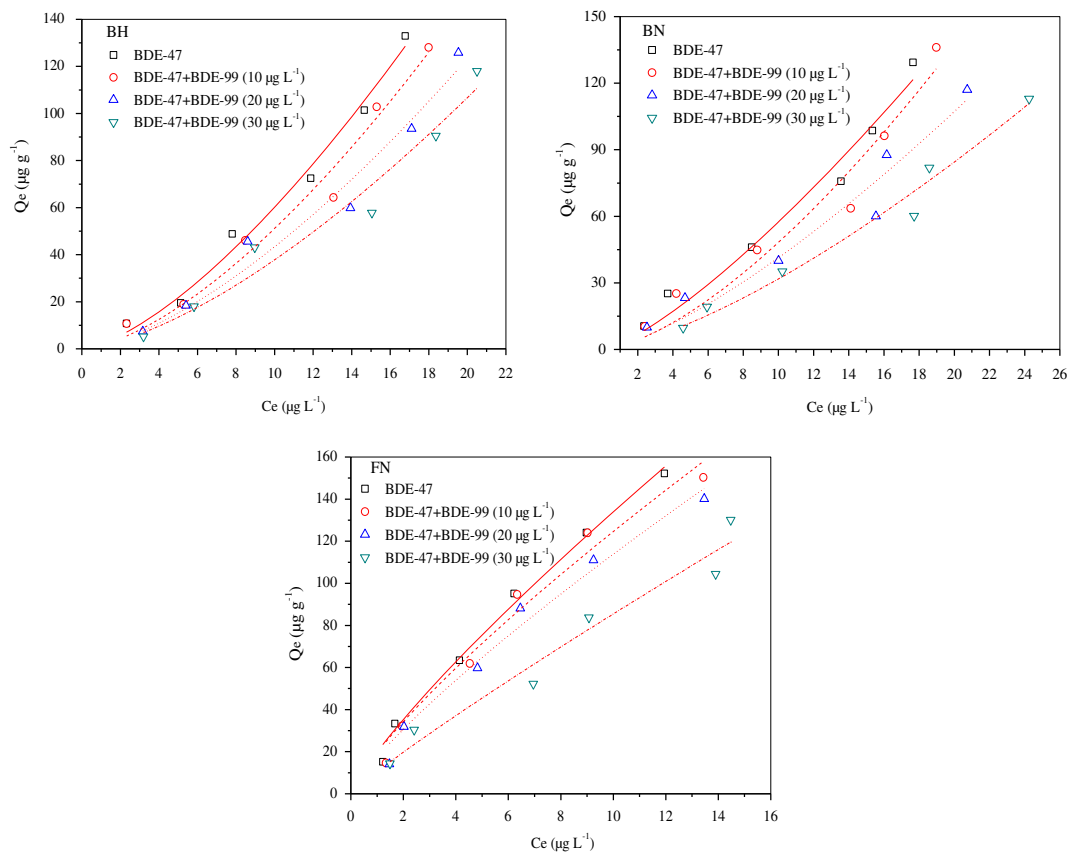 BH
BDE-47
BDE-47+BDE-99 (10 µg L⁻¹)
BDE-47+BDE-99 (20 µg L⁻¹)
BDE-47+BDE-99 (30 µg L⁻¹)
Qe (µg g⁻¹)
140
120
100
80
60
40
20
0
0 2 4 6 8 10 12 14 16 18 20 22
Ce (µg L⁻¹)
BN
BDE-47
BDE-47+BDE-99 (10 µg L⁻¹)
BDE-47+BDE-99 (20 µg L⁻¹)
BDE-47+BDE-99 (30 µg L⁻¹)
Qe (µg g⁻¹)
150
120
90
60
30
0
2 4 6 8 10 12 14 16 18 20 22 24 26
Ce (µg L⁻¹)
FN
BDE-47
BDE-47+BDE-99 (10 µg L⁻¹)
BDE-47+BDE-99 (20 µg L⁻¹)
BDE-47+BDE-99 (30 µg L⁻¹)
Qe (µg g⁻¹)
160
140
120
100
80
60
40
20
0
0 2 4 6 8 10 12 14 16
Ce (µg L⁻¹)